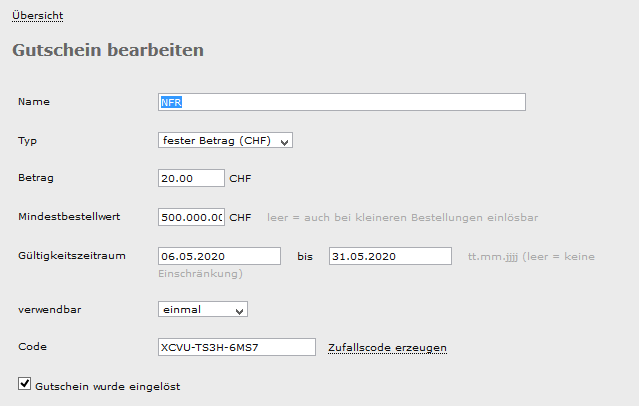 Übersicht
Gutschein bearbeiten
Name NFR
Typ fester Betrag (CHF)
Betrag 20.00 CHF
Mindestbestellwert 500.000.00 CHF leer = auch bei kleineren Bestellungen einlösbar
Gültigkeitszeitraum 06.05.2020 bis 31.05.2020 tt.mm.jjjj (leer = keine
Einschränkung)
verwendbar einmal
Code XCVU-TS3H-6MS7 Zufallscode erzeugen
Gutschein wurde eingelöst